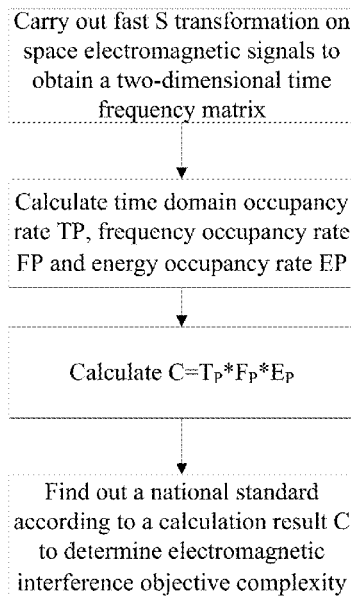 Carry out fast S transformation on
space electromagnetic signals to
obtain a two-dimensional time
frequency matrix
Calculate time domain occupancy
rate TP, frequency occupancy rate
FP and energy occupancy rate EP
Calculate C=TP*FP*EP
Find out a national standard
according to a calculation result C
to determine electromagnetic
interference objective complexity